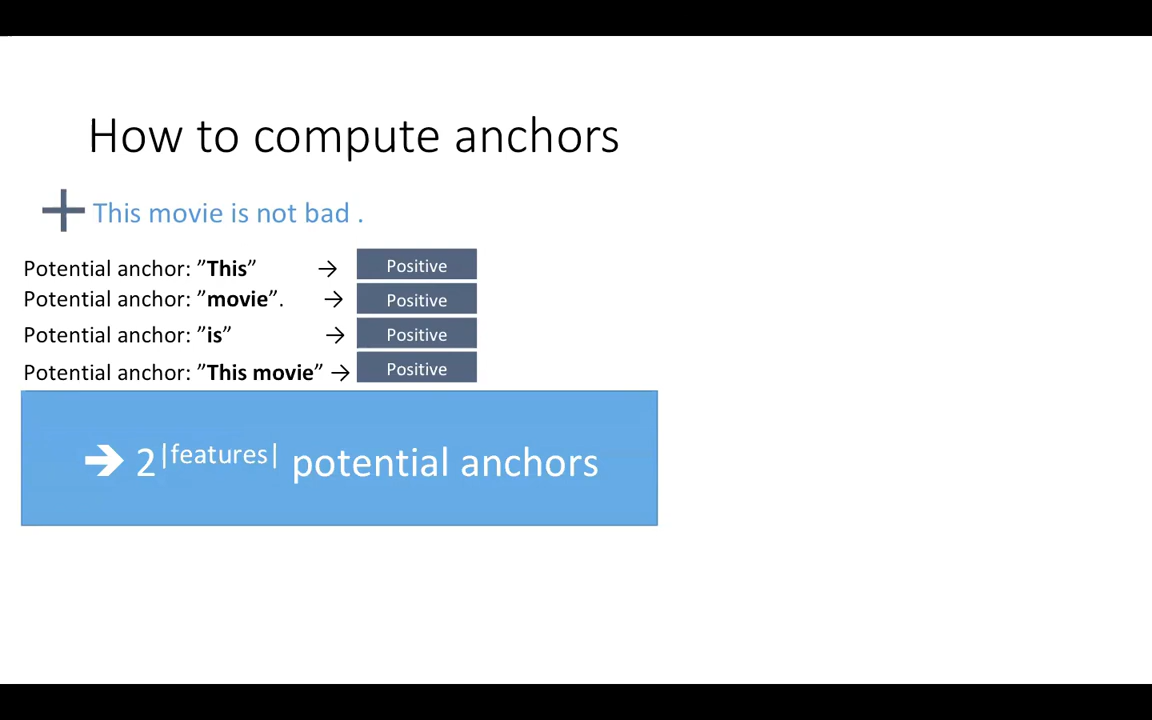 How to compute anchors
This movie is not bad .
Potential anchor: ”This” → Positive
Potential anchor: ”movie”. → Positive
Potential anchor: ”is” → Positive
Potential anchor: ”This movie” → Positive
➔ 2^|features| potential anchors